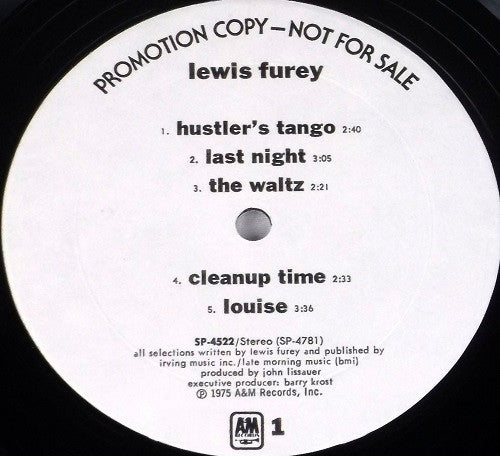 PROMOTION COPY—NOT FOR SALE
lewis furey
1. hustler's tango 2:40
2. last night 3:05
3. the waltz 2:21
4. cleanup time 2:33
5. louise 3:36
SP-4522/Stereo (SP-4781)
all selections written by lewis furey and published by
irving music inc./late morning music (bmi)
produced by john lissauer
executive producer: barry krost
℗ 1975 A&M Records, Inc.
A&M
RECORDS
1